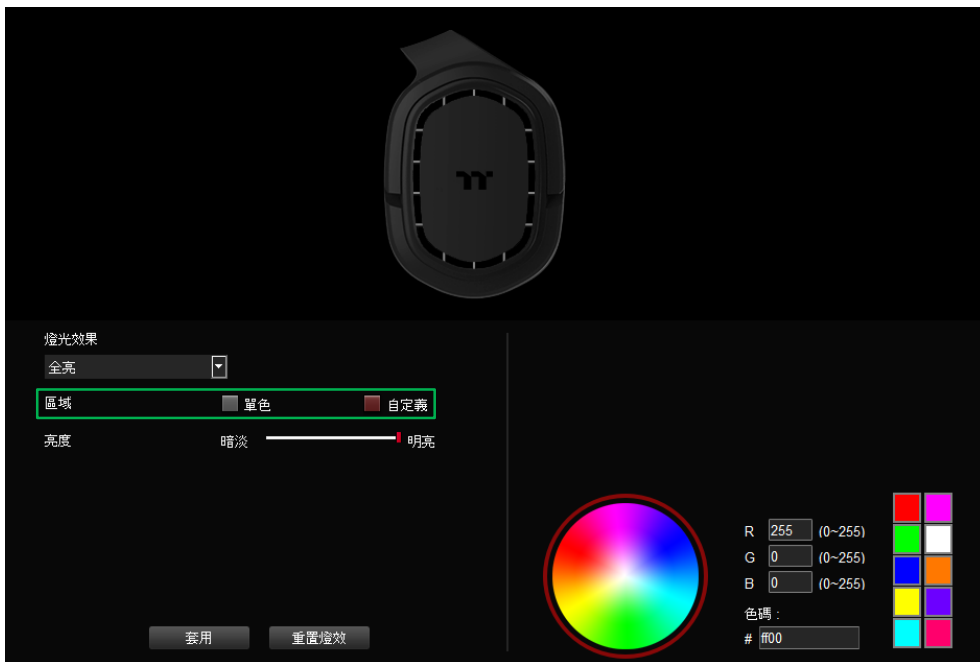 燈光效果
全亮
區域 單色 自定義
亮度 暗淡 明亮
R 255 (0~255)
G 0 (0~255)
B 0 (0~255)
色碼 :
# ff00
套用 重置燈效